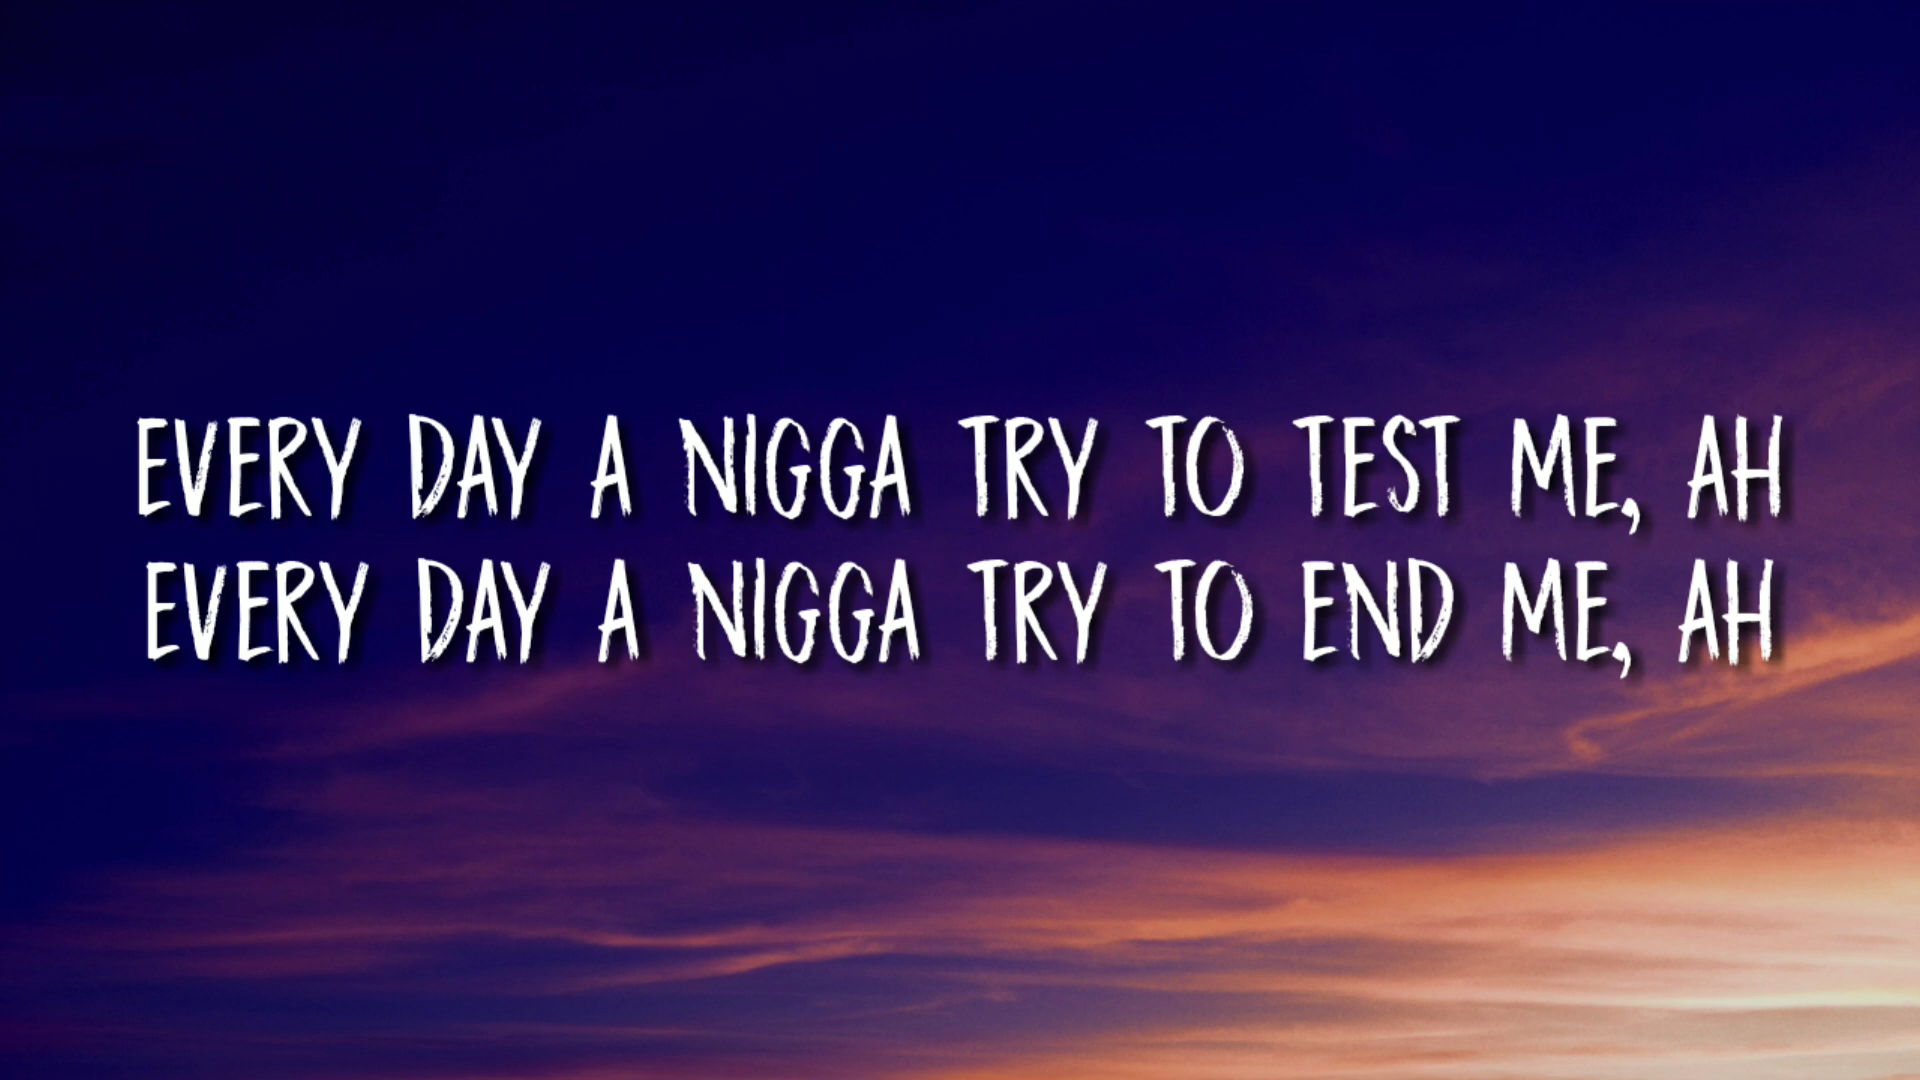 EVERY DAY A NIGGA TRY TO TEST ME, AH
EVERY DAY A NIGGA TRY TO END ME, AH